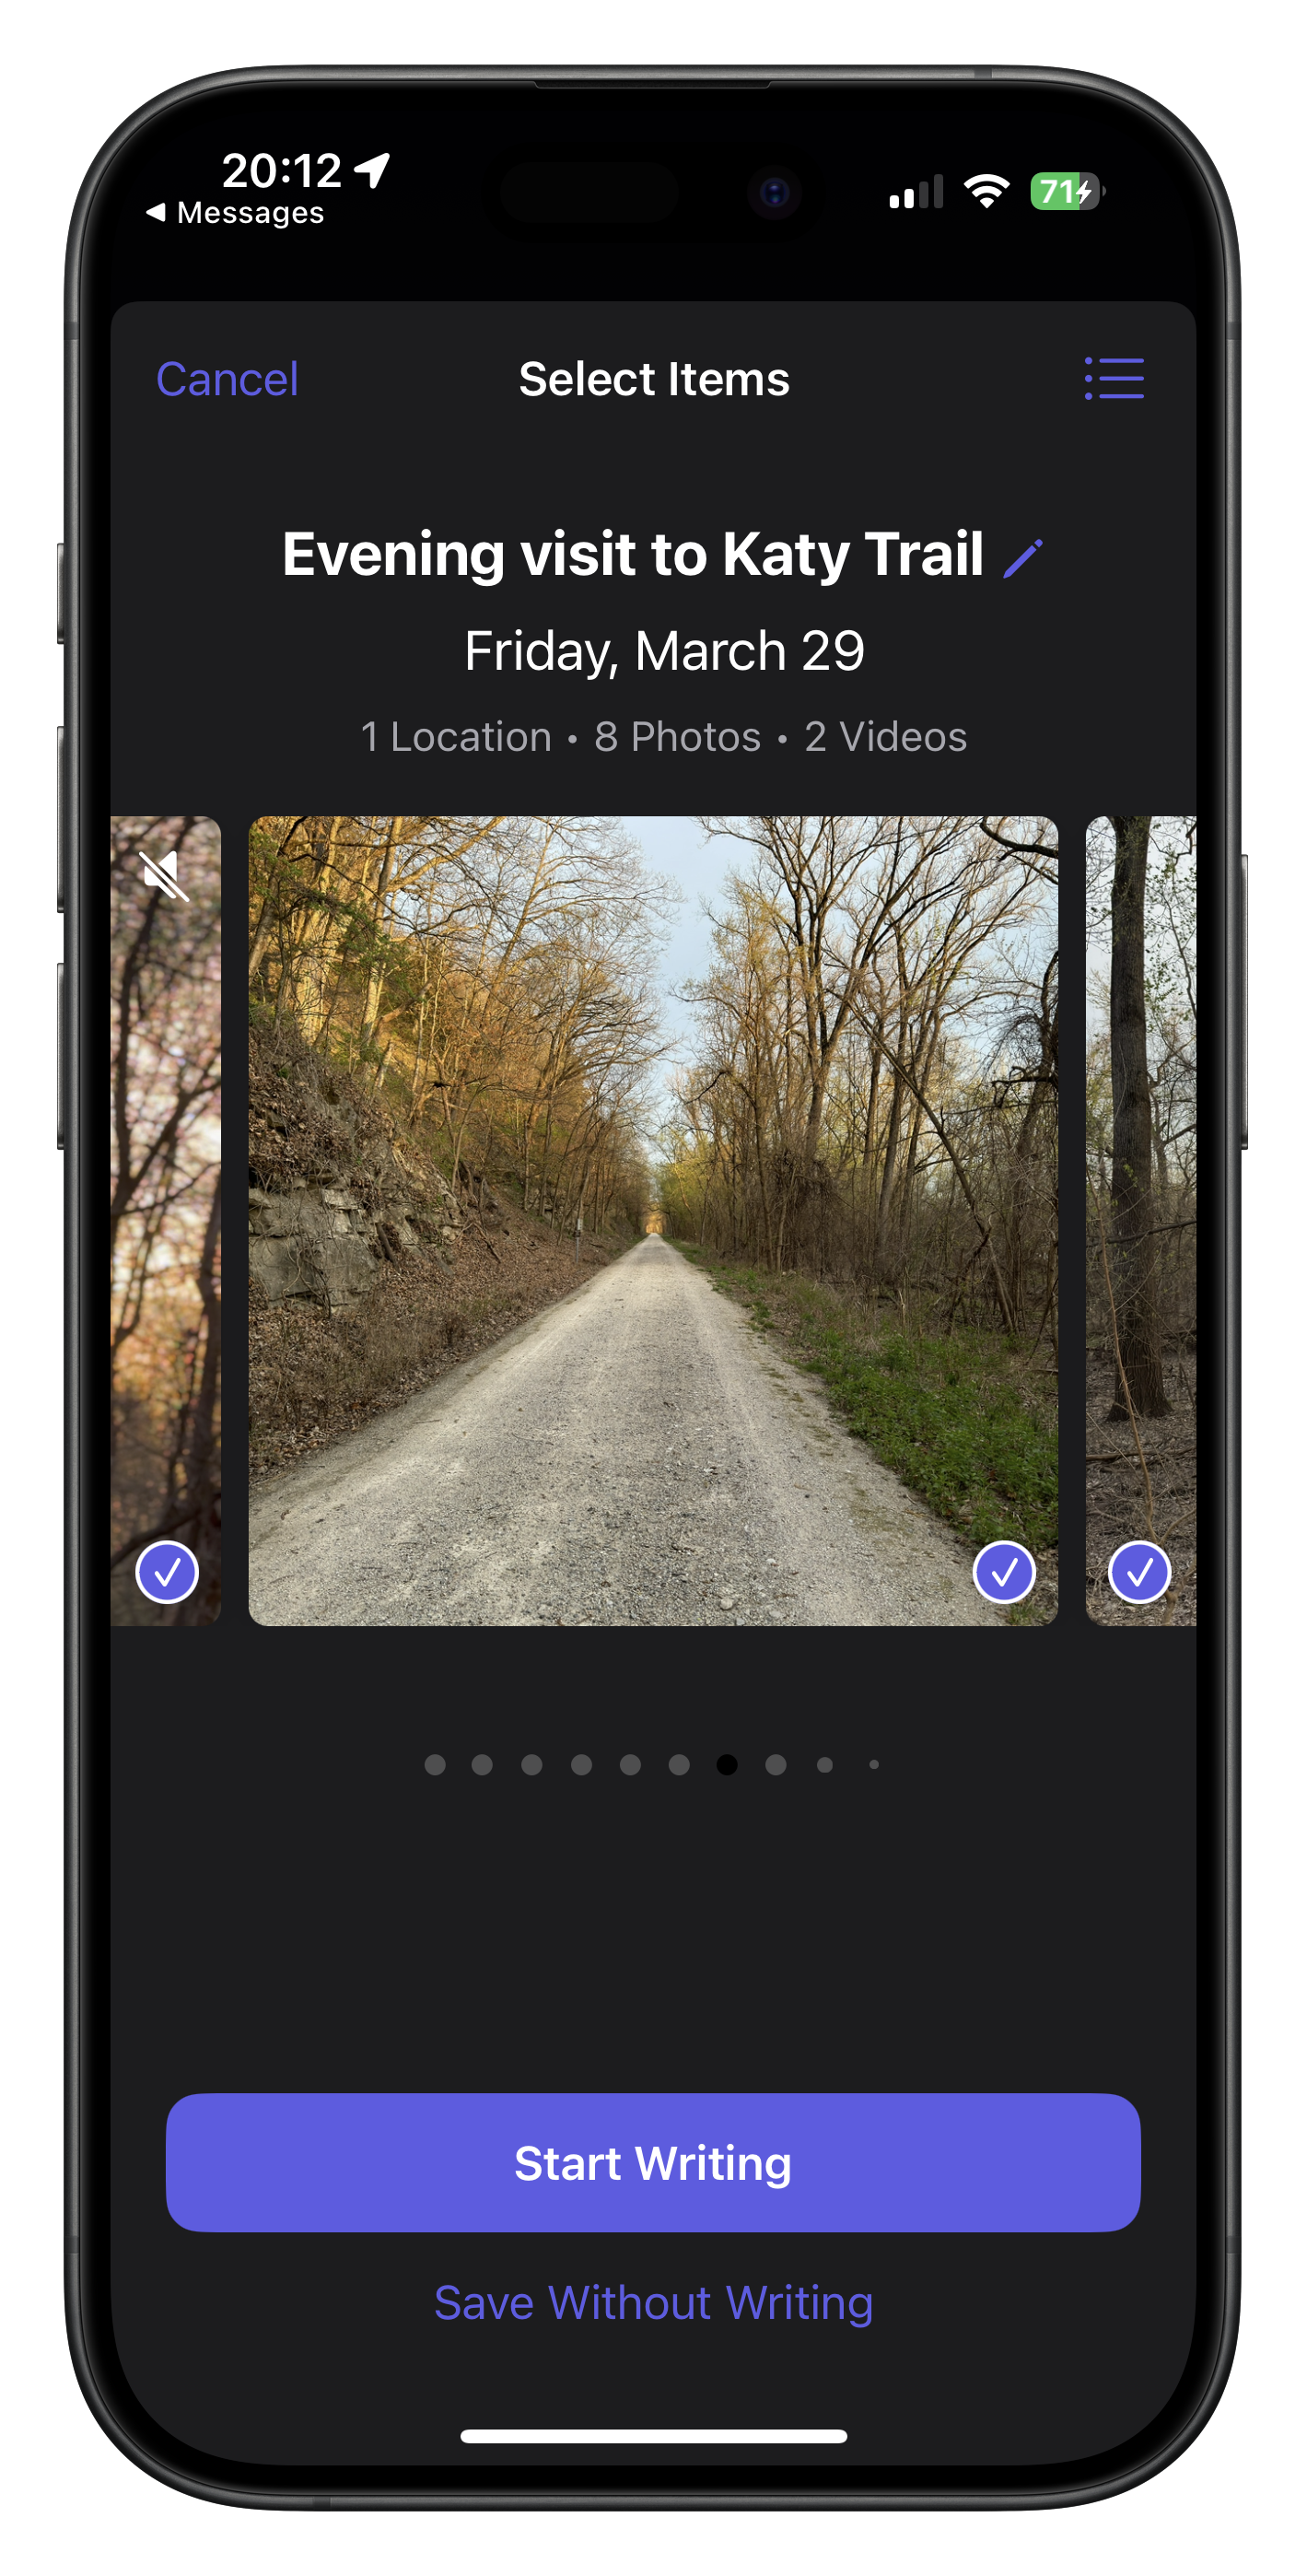 20:12
Messages
71
Cancel
Select Items
Evening visit to Katy Trail
Friday, March 29
1 Location • 8 Photos • 2 Videos
Start Writing
Save Without Writing